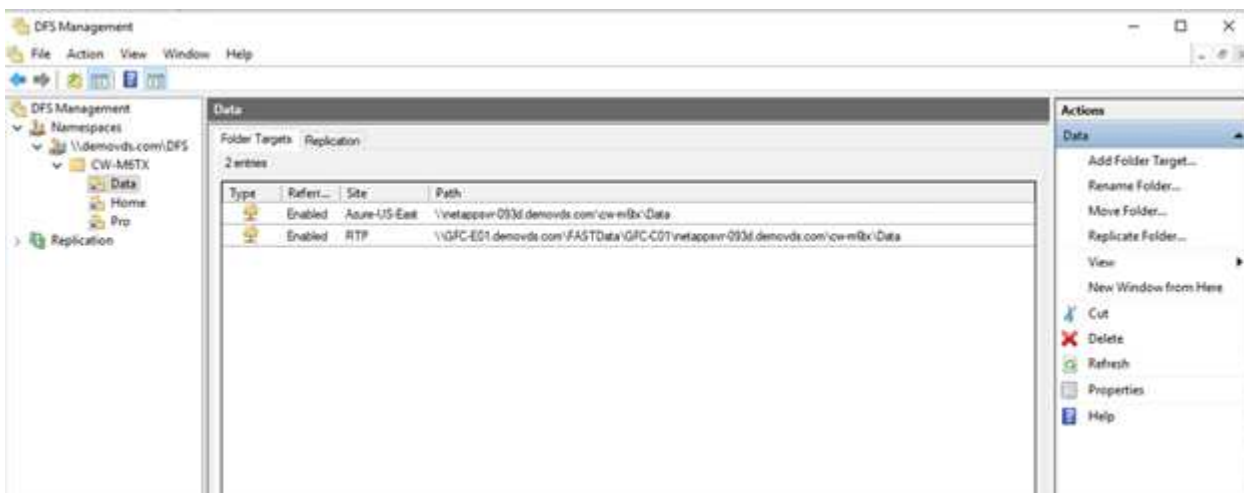 DFS Management
File Action View Window Help
DFS Management
Namespaces
\\demovds.com\DFS
CW-M6TX
Data
Home
Pro
Replication
Data
Folder Targets Replication
2 entries
Type Referr... Site Path
Enabled Azure-US-East \\netappsvr-093d.demovds.com\cw-m6tx\Data
Enabled RTP \\GFC-E01.demovds.com\FASTData\GFC-C01\netappsvr-093d.demovds.com\cw-m6tx\Data
Actions
Data
Add Folder Target...
Rename Folder...
Move Folder...
Replicate Folder...
View
New Window from Here
Cut
Delete
Refresh
Properties
Help